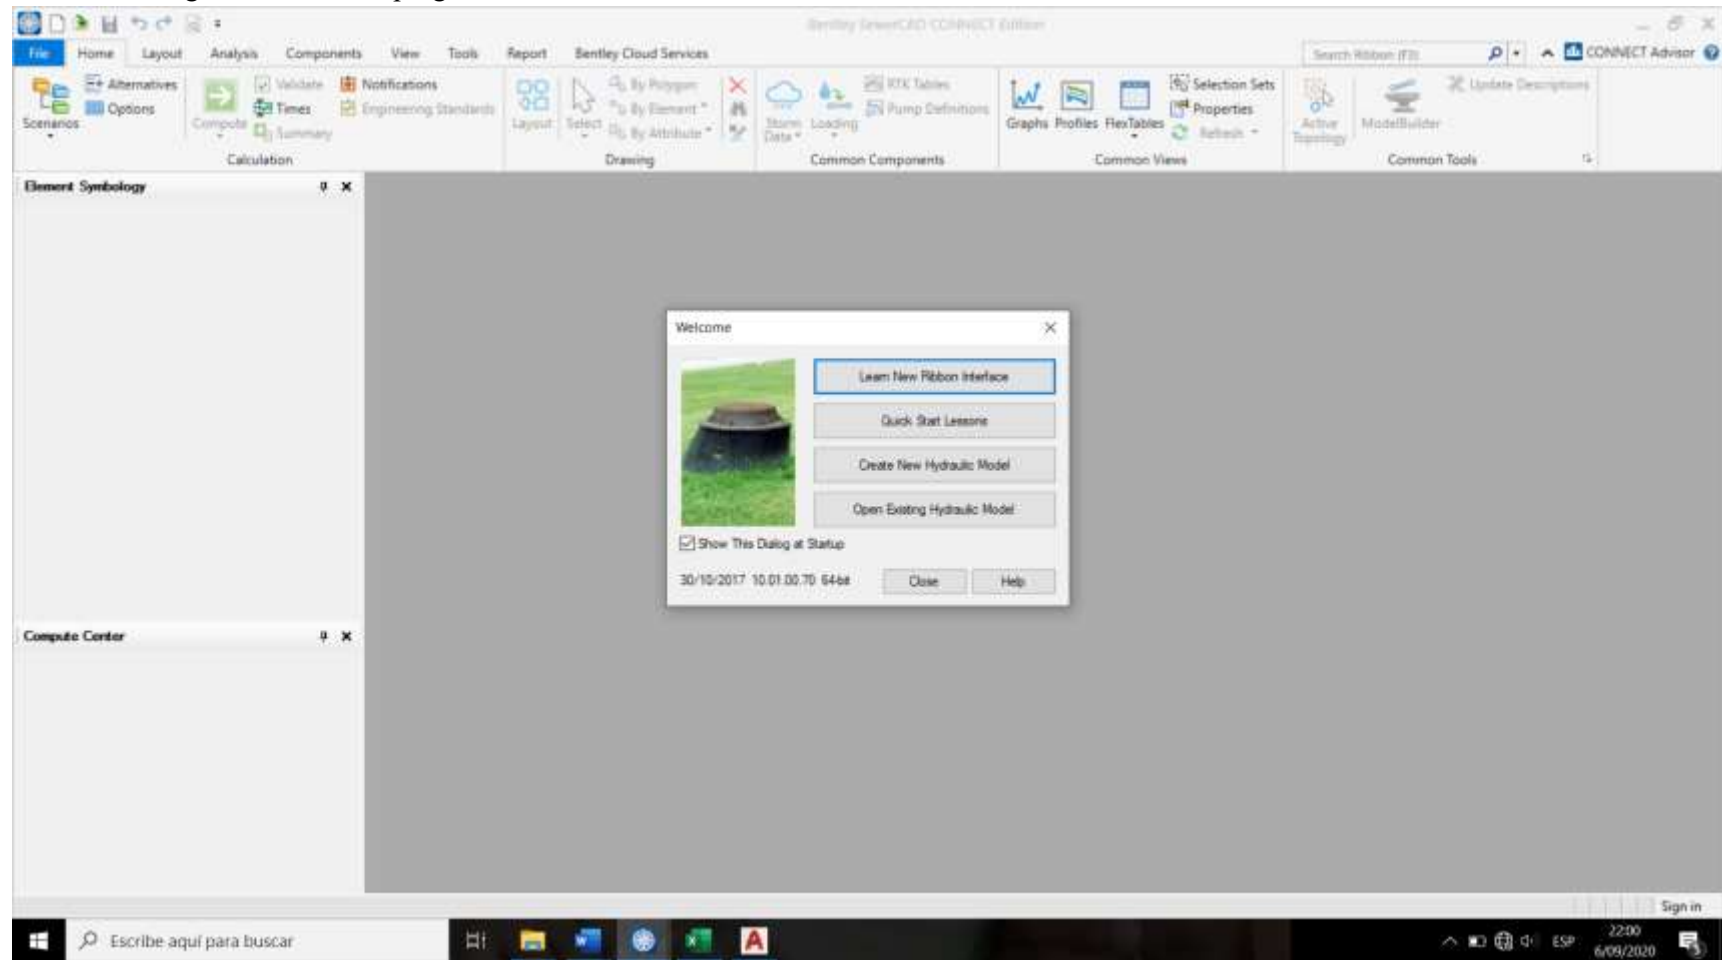 Bentley SewerCAD CONNECT Edition
File Home Layout Analysis Components View Tools Report Bentley Cloud Services
Search Ribbon (F3)
CONNECT Advisor
Scenarios
Alternatives
Options
Compute
Validate
Times
Summary
Notifications
Engineering Standards
Calculation
Layout
Select
By Polygon
By Element
By Attribute
Drawing
Storm
Data
Loading
RTK Tables
Pump Definitions
Common Components
Graphs Profiles FlexTables
Selection Sets
Properties
Refresh
Common Views
Active
Topology
ModelBuilder
Update Descriptions
Common Tools
Element Symbology
Welcome
Learn New Ribbon Interface
Quick Start Lessons
Create New Hydraulic Model
Open Existing Hydraulic Model
Show This Dialog at Startup
30/10/2017 10.01.00.70 64-bit
Close
Help
Compute Center
Sign in
Escribe aquí para buscar
ESP
22:00
6/09/2020